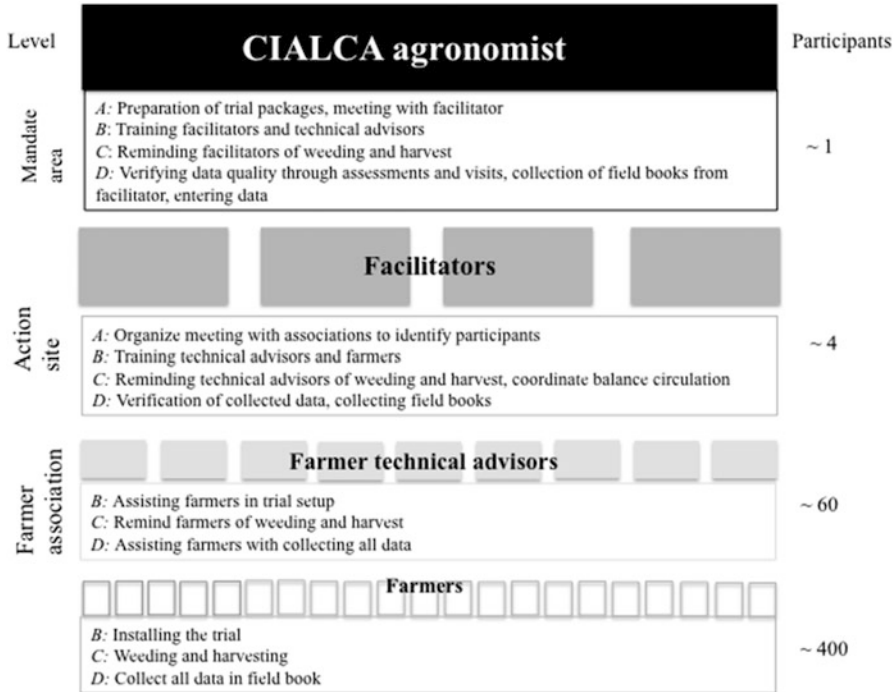 Level
CIALCA agronomist
Participants
Mandate
area
A: Preparation of trial packages, meeting with facilitator
B: Training facilitators and technical advisors
C: Reminding facilitators of weeding and harvest
D: Verifying data quality through assessments and visits, collection of field books from
facilitator, entering data
~ 1
Facilitators
Action
site
A: Organize meeting with associations to identify participants
B: Training technical advisors and farmers
C: Reminding technical advisors of weeding and harvest, coordinate balance circulation
D: Verification of collected data, collecting field books
~ 4
Farmer technical advisors
Farmer
association
B: Assisting farmers in trial setup
C: Remind farmers of weeding and harvest
D: Assisting farmers with collecting all data
~ 60
Farmers
B: Installing the trial
C: Weeding and harvesting
D: Collect all data in field book
~ 400